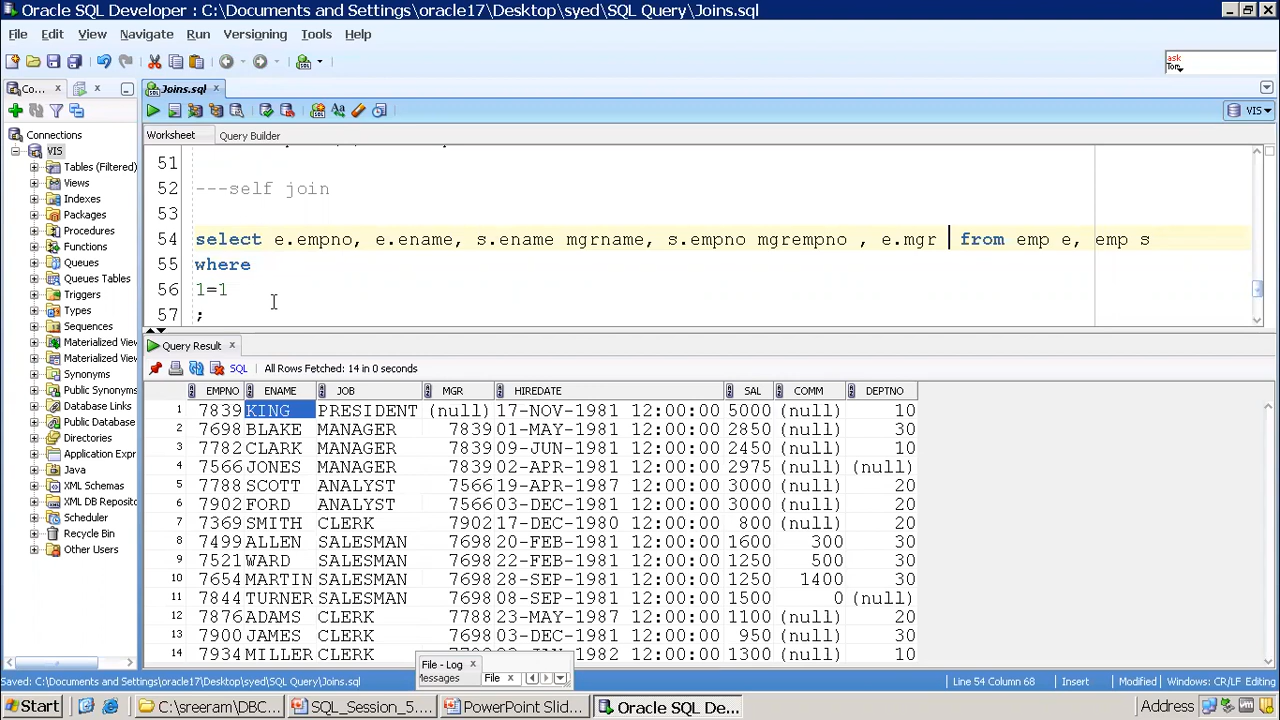 Oracle SQL Developer : C:\Documents and Settings\oracle17\Desktop\syed\SQL Query\Joins.sql
File Edit View Navigate Run Versioning Tools Help
ask
Tom
Co...
Joins.sql
VIS
Worksheet Query Builder
Connections
VIS
Tables (Filtered)
Views
Indexes
Packages
Procedures
Functions
Queues
Queues Tables
Triggers
Types
Sequences
Materialized View
Materialized View
Synonyms
Public Synonyms
Database Links
Public Database
Directories
Application Expr
Java
XML Schemas
XML DB Reposito
Scheduler
Recycle Bin
Other Users
51
52 ---self join
53
54 select e.empno, e.ename, s.ename mgrname, s.empno mgrempno , e.mgr from emp e, emp s
55 where
56 1=1
57 ;
Query Result
SQL All Rows Fetched: 14 in 0 seconds
EMPNO ENAME JOB MGR HIREDATE SAL COMM DEPTNO
1 7839 KING PRESIDENT (null) 17-NOV-1981 12:00:00 5000 (null) 10
2 7698 BLAKE MANAGER 7839 01-MAY-1981 12:00:00 2850 (null) 30
3 7782 CLARK MANAGER 7839 09-JUN-1981 12:00:00 2450 (null) 10
4 7566 JONES MANAGER 7839 02-APR-1981 12:00:00 2975 (null) (null)
5 7788 SCOTT ANALYST 7566 19-APR-1987 12:00:00 3000 (null) 20
6 7902 FORD ANALYST 7566 03-DEC-1981 12:00:00 3000 (null) 20
7 7369 SMITH CLERK 7902 17-DEC-1980 12:00:00 800 (null) 20
8 7499 ALLEN SALESMAN 7698 20-FEB-1981 12:00:00 1600 300 30
9 7521 WARD SALESMAN 7698 22-FEB-1981 12:00:00 1250 500 30
10 7654 MARTIN SALESMAN 7698 28-SEP-1981 12:00:00 1250 1400 30
11 7844 TURNER SALESMAN 7698 08-SEP-1981 12:00:00 1500 0 (null)
12 7876 ADAMS CLERK 7788 23-MAY-1987 12:00:00 1100 (null) 20
13 7900 JAMES CLERK 7698 03-DEC-1981 12:00:00 950 (null) 30
14 7934 MILLER CLERK 1982 12:00:00 1300 (null) 10
File - Log
Messages File
Saved: C:\Documents and Settings\oracle17\Desktop\syed\SQL Query\Joins.sql
Line 54 Column 68 Insert Modified Windows: CR/LF Editing
Start C:\sreeram\DBC... SQL_Session_5.... PowerPoint Slid... Oracle SQL De... Address